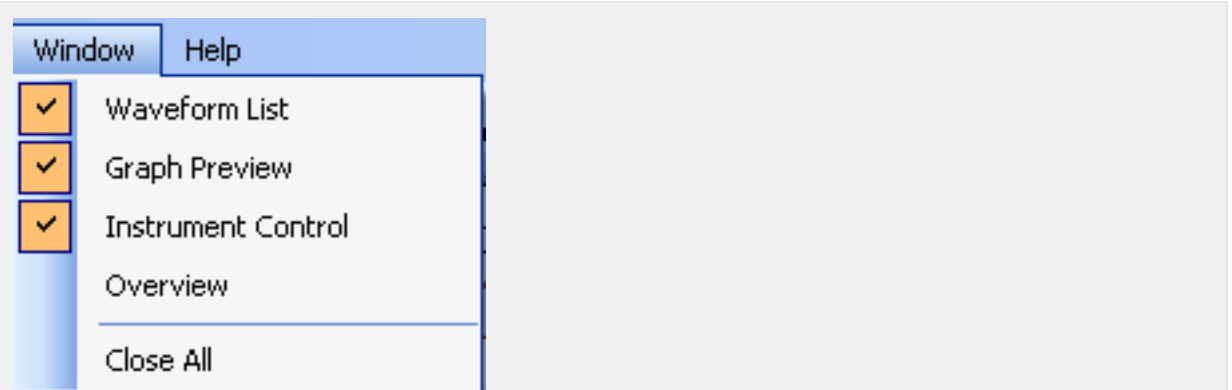 Window Help
Waveform List
Graph Preview
Instrument Control
Overview
Close All